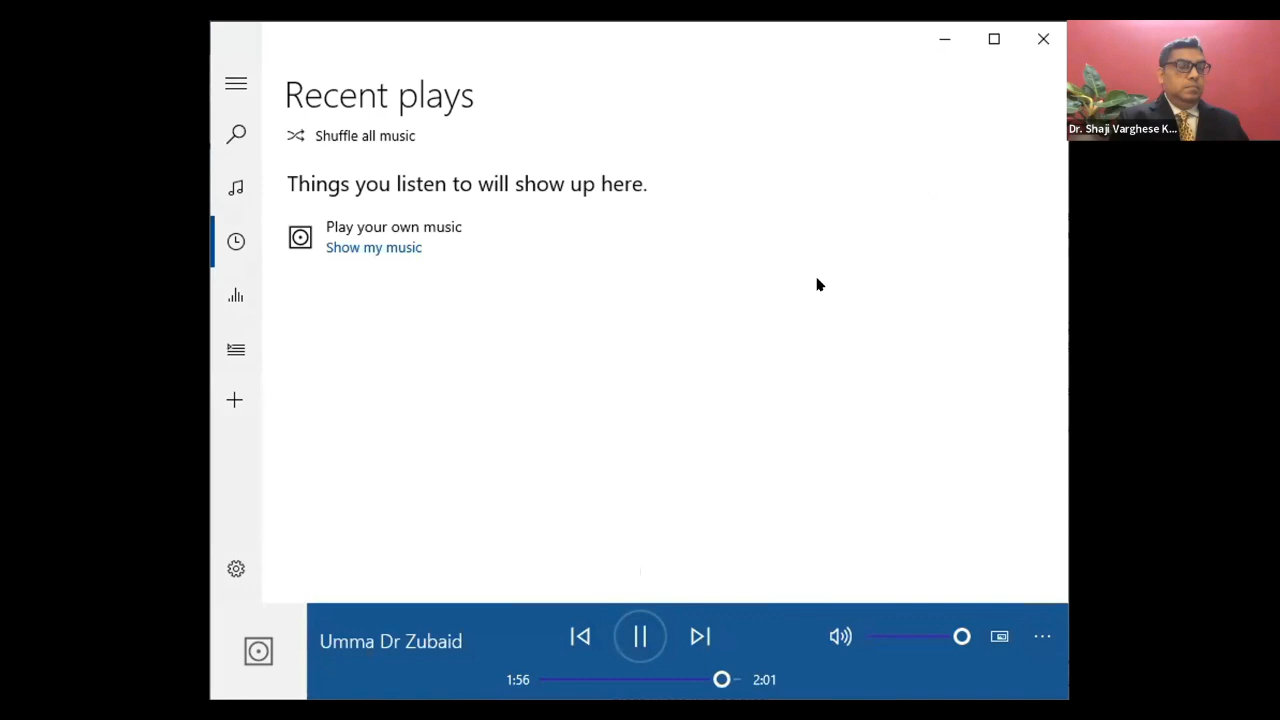 Recent plays
Shuffle all music
Things you listen to will show up here.
Play your own music
Show my music
Dr. Shaji Varghese K...
Umma Dr Zubaid
1:56
2:01